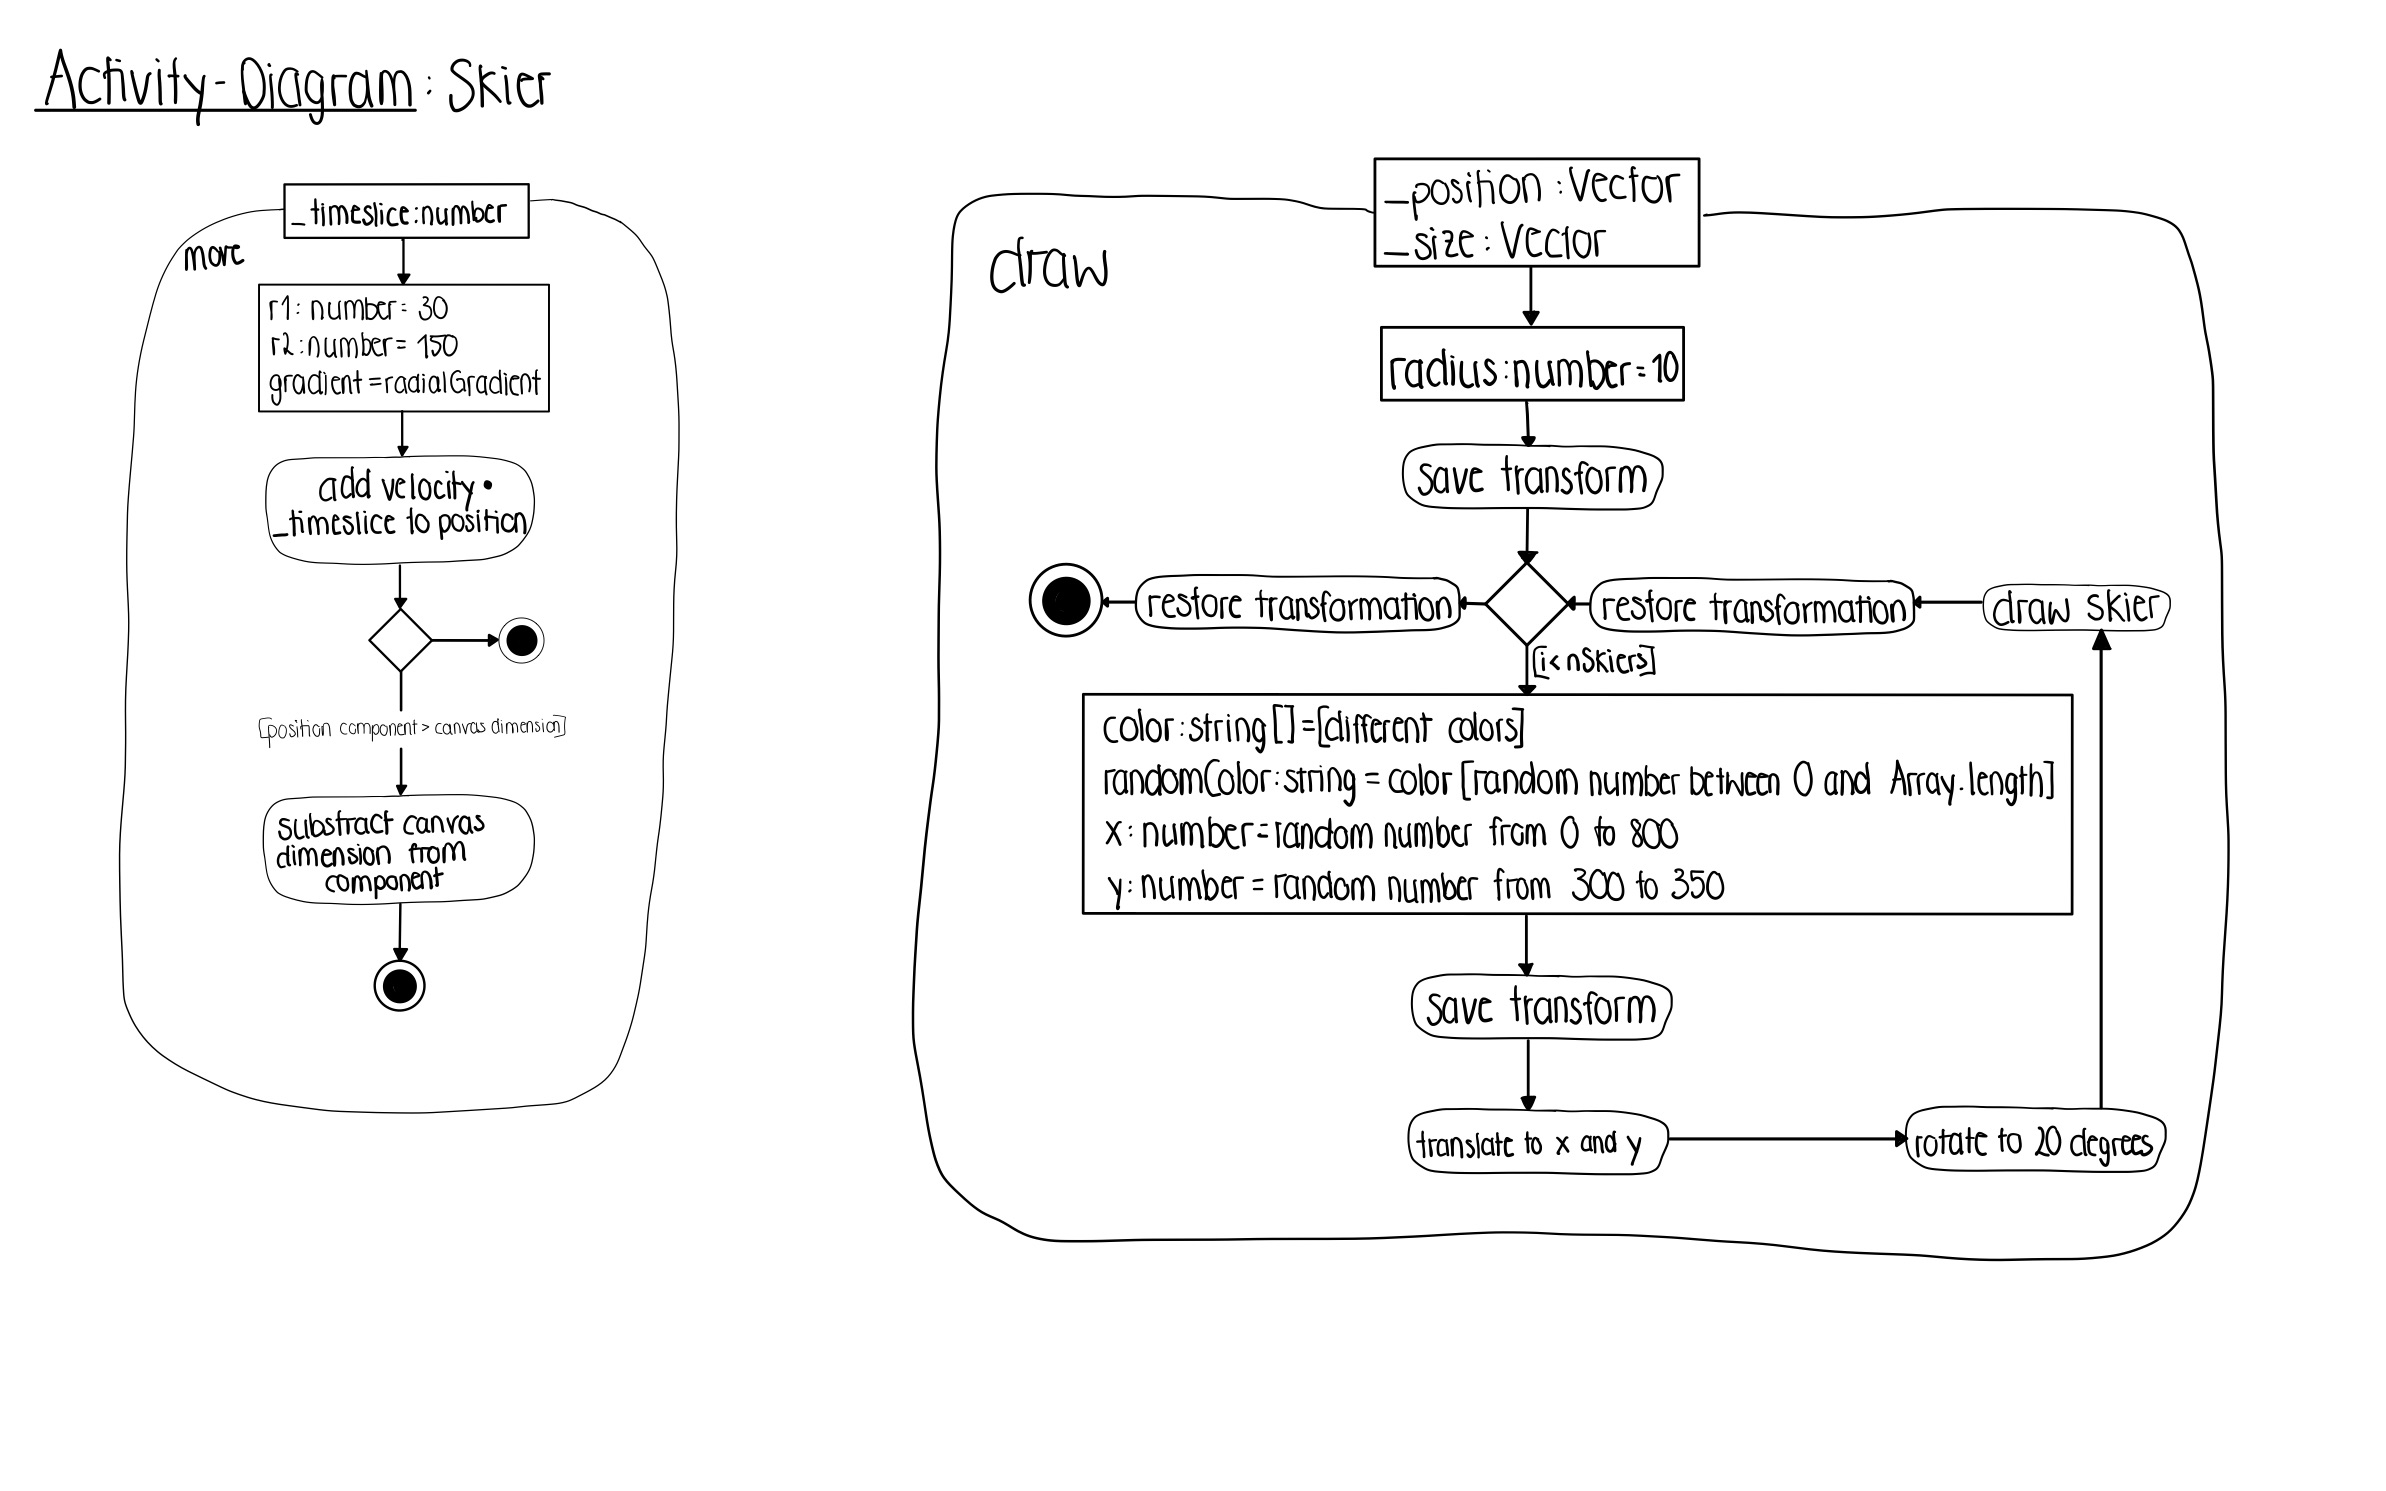 Activity-Diagram: Skier
_timeslice:number
move
r1: number= 30
r2:number= 150
gradient =radialGradient
add velocity •
_timeslice to position
[position component> canvas dimension]
substract canvas
dimension from
component
_position :Vector
_size: Vector
draw
radius:number=10
save transform
restore transformation
restore transformation
draw skier
[i< nSkiers]
color:string[]=[different colors]
randomColor:string = color [random number between 0 and Array.length]
x: number=random number from 0 to 800
y: number = random number from 300 to 350
save transform
translate to x and y
rotate to 20 degrees